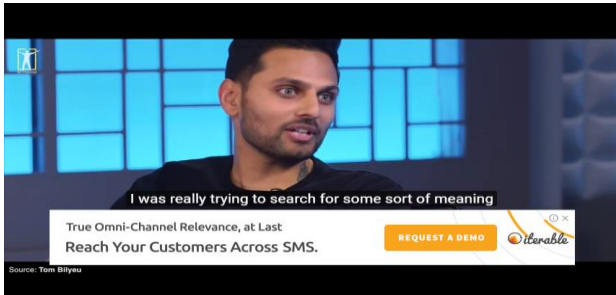 I was really trying to search for some sort of meaning
True Omni-Channel Relevance, at Last
Reach Your Customers Across SMS.
REQUEST A DEMO
iterable
Source: Tom Bilyeu